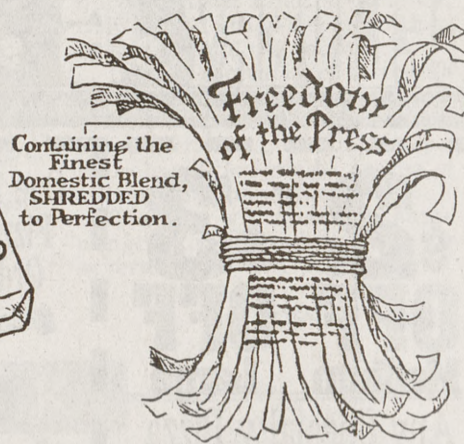 Freedom
of the Press
Containing the
Finest
Domestic Blend,
SHREDDED
to Perfection.